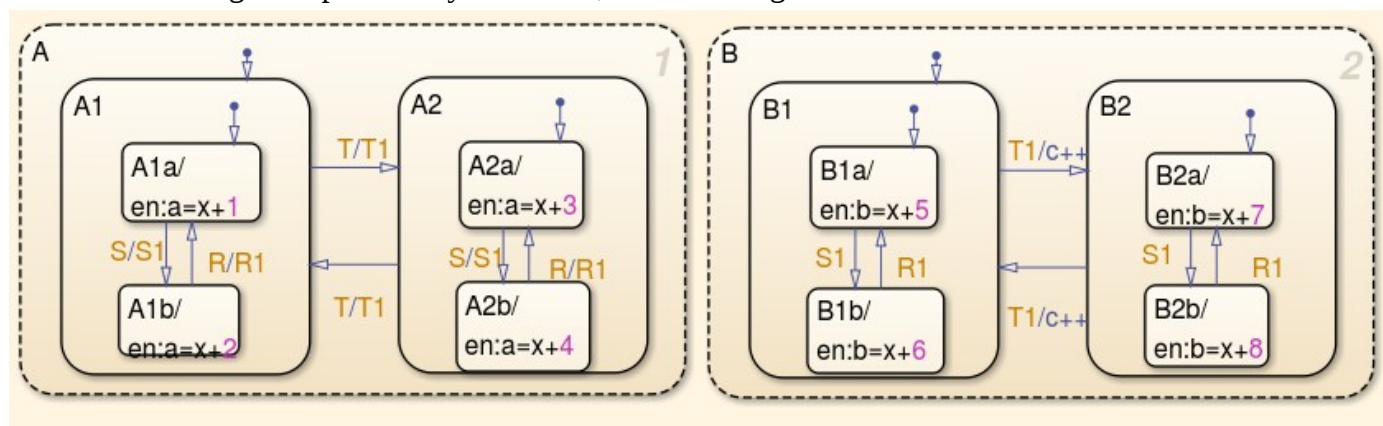 A
1
A1
A1a/
en:a=x+1
S/S1
R/R1
A1b/
en:a=x+2
T/T1
T/T1
A2
A2a/
en:a=x+3
S/S1
R/R1
A2b/
en:a=x+4
B
2
B1
B1a/
en:b=x+5
S1
R1
B1b/
en:b=x+6
T1/c++
T1/c++
B2
B2a/
en:b=x+7
S1
R1
B2b/
en:b=x+8